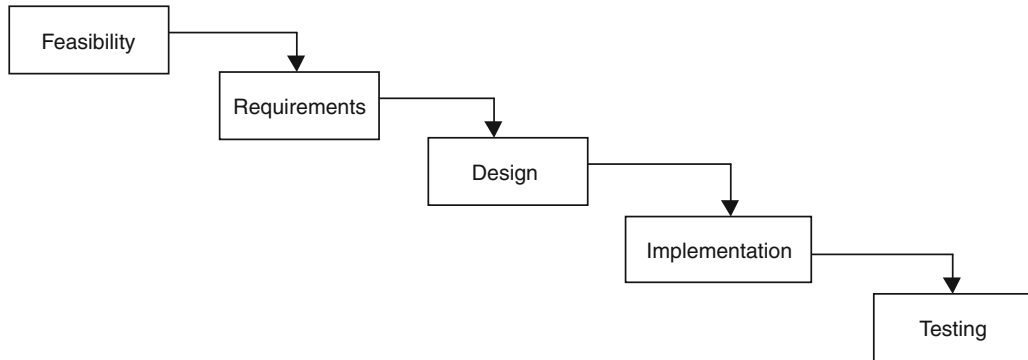 Feasibility
Requirements
Design
Implementation
Testing